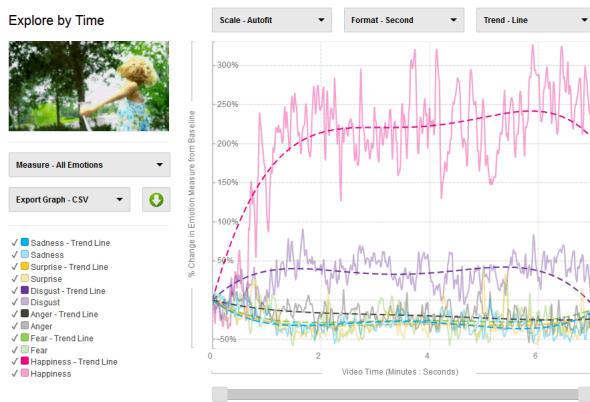 Explore by Time
Scale - Autofit
Format - Second
Trend - Line
Measure - All Emotions
Export Graph - CSV
Sadness - Trend Line
Sadness
Surprise - Trend Line
Surprise
Disgust - Trend Line
Disgust
Anger - Trend Line
Anger
Fear - Trend Line
Fear
Happiness - Trend Line
Happiness
% Change in Emotion Measure from Baseline
300%
250%
200%
150%
100%
50%
-50%
0
2
4
6
Video Time (Minutes : Seconds)